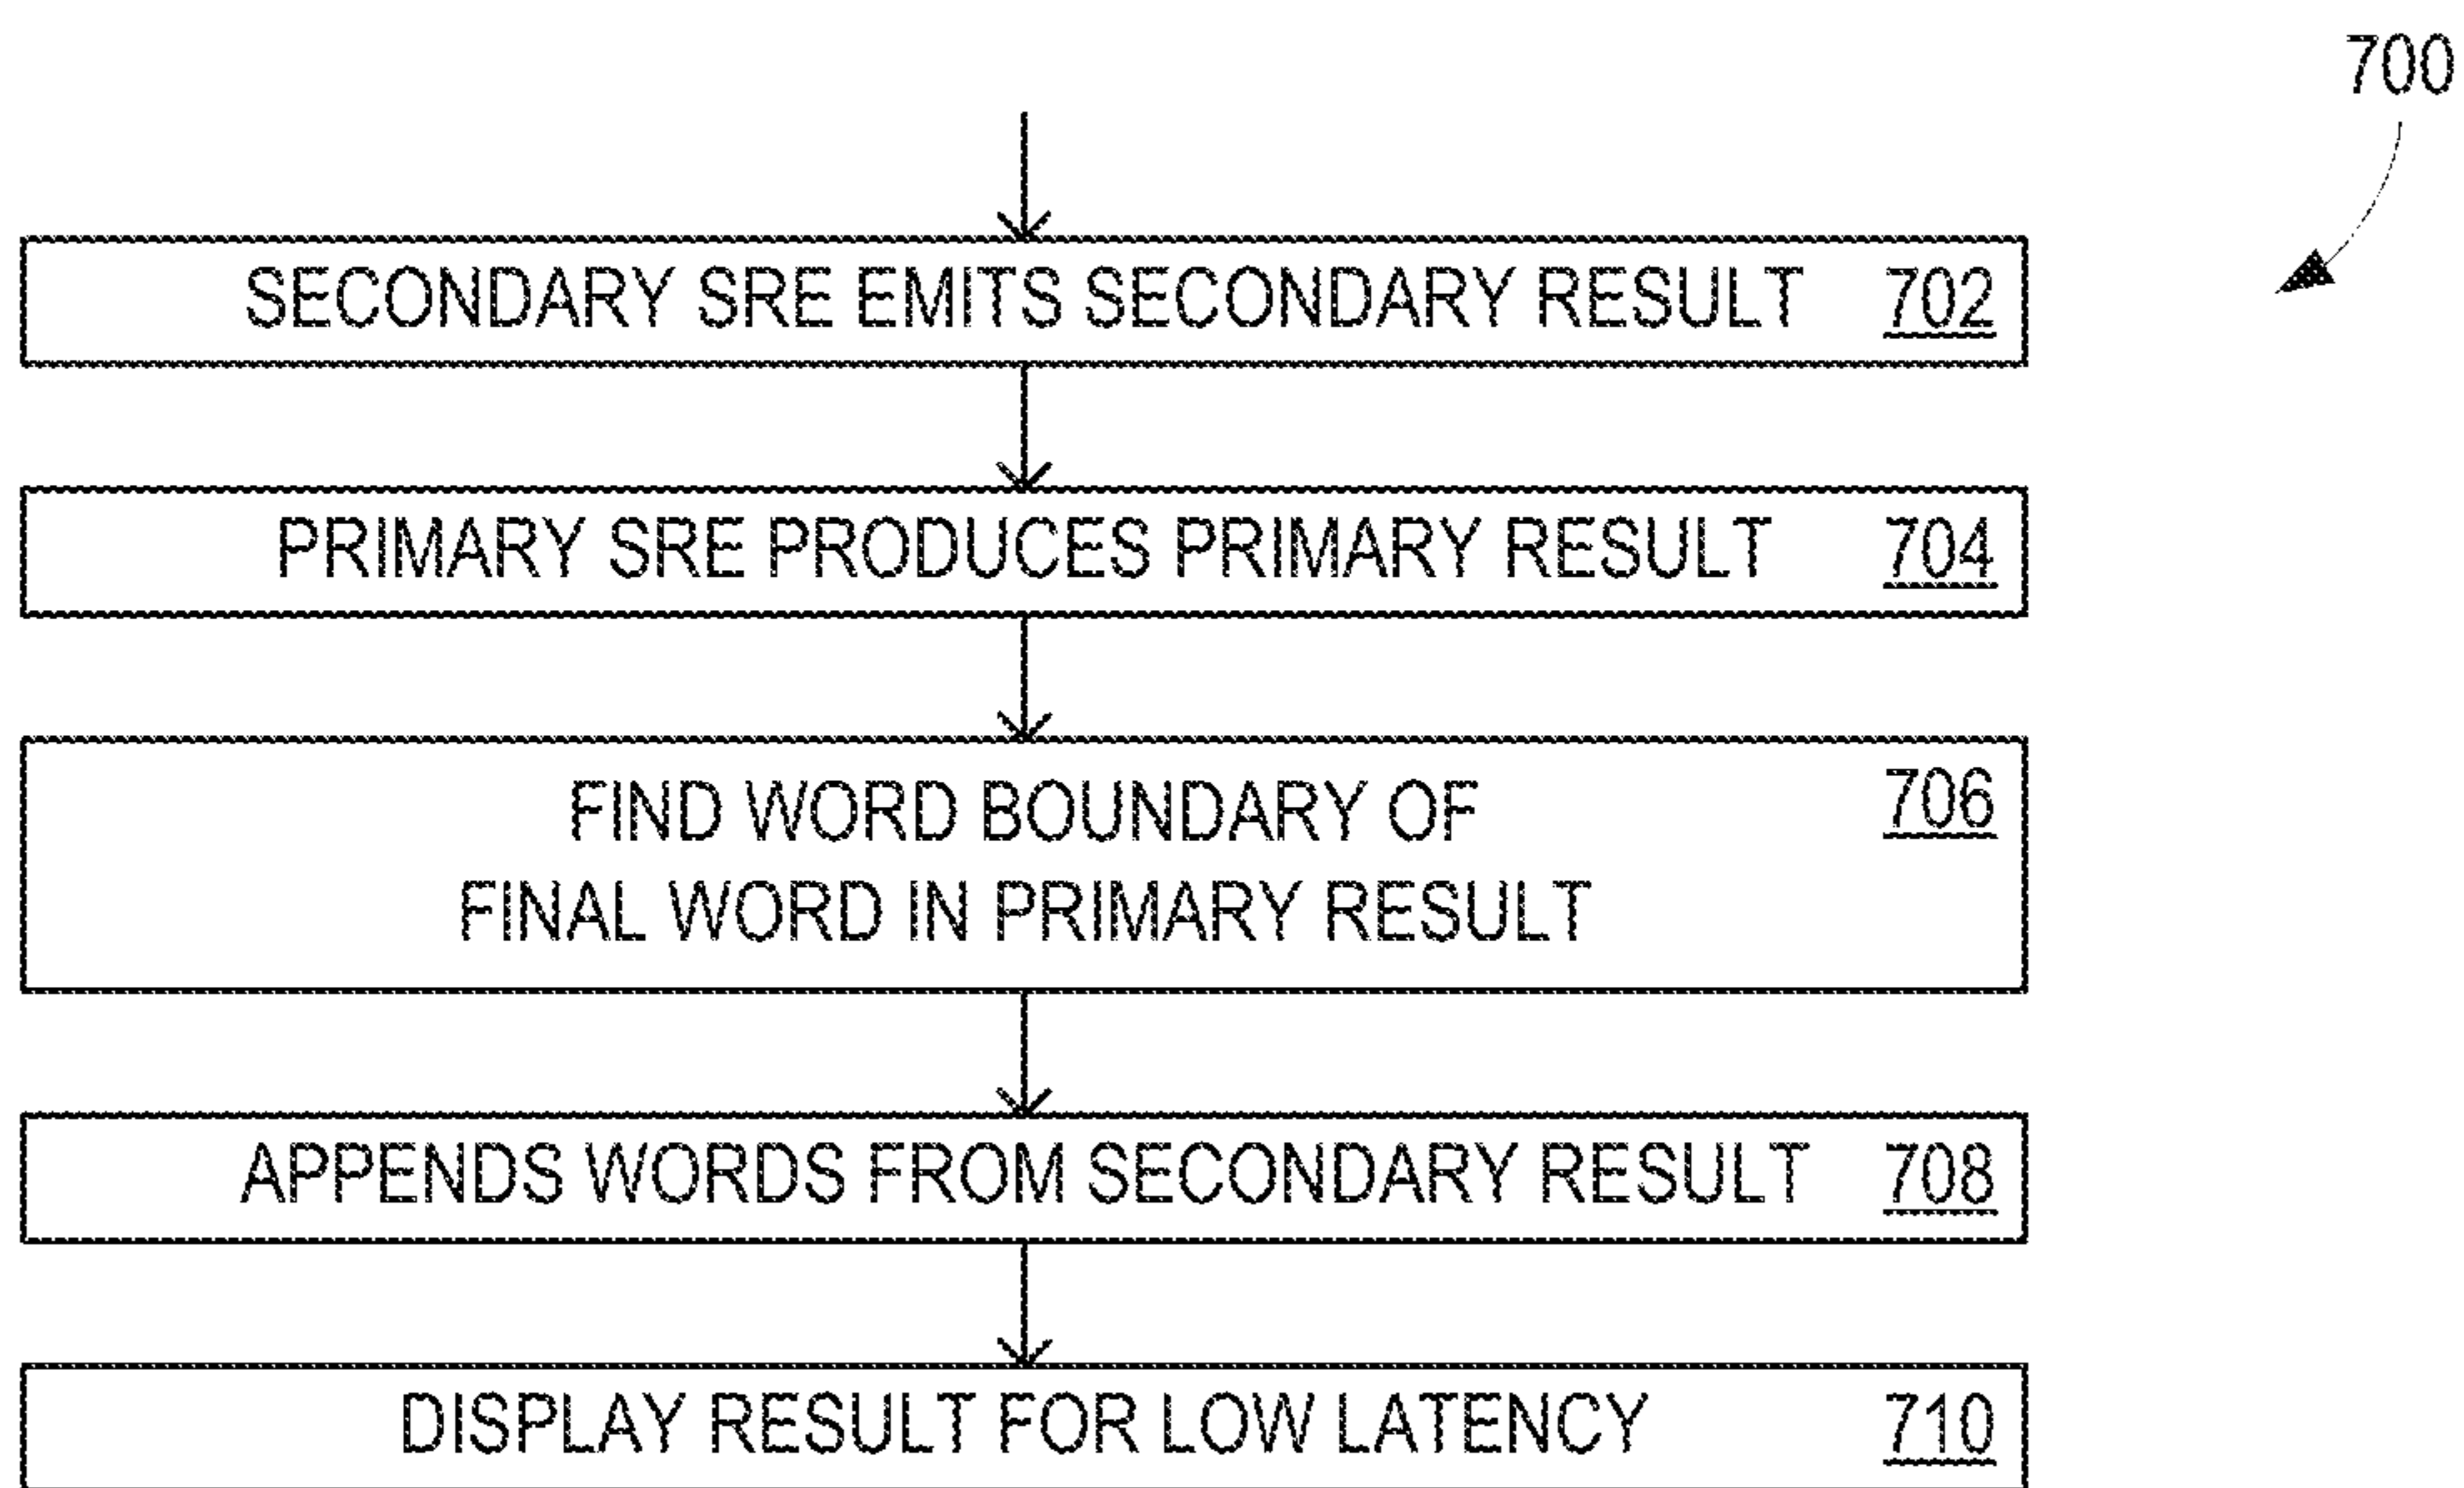 700
SECONDARY SRE EMITS SECONDARY RESULT 702
PRIMARY SRE PRODUCES PRIMARY RESULT 704
FIND WORD BOUNDARY OF 706
FINAL WORD IN PRIMARY RESULT
APPENDS WORDS FROM SECONDARY RESULT 708
DISPLAY RESULT FOR LOW LATENCY 710